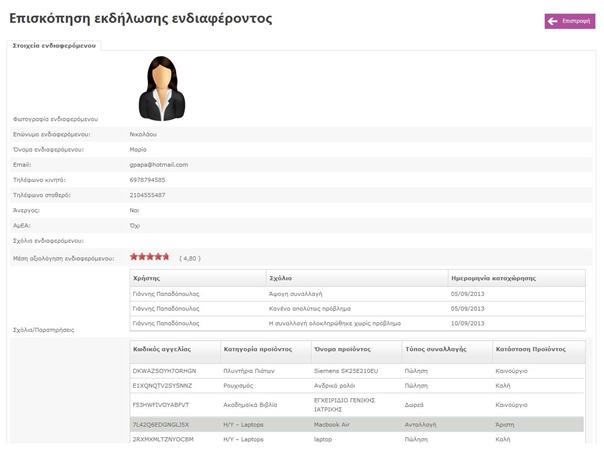 Επισκόπηση εκδήλωσης ενδιαφέροντος
Επιστροφή
Στοιχεία ενδιαφερόμενου
Φωτογραφία ενδιαφερόμενου
Επώνυμο ενδιαφερόμενου: Νικολάου
Όνομα ενδιαφερόμενου: Μαρία
Email: gpapa@hotmail.com
Τηλέφωνο κινητό: 6978794585
Τηλέφωνο σταθερό: 2104555487
Άνεργος: Ναι
ΑμΕΑ: Όχι
Σχόλια ενδιαφερόμενου:
Μέση αξιολόγηση ενδιαφερόμενου: ( 4,80 )
Χρήστης Σχόλιο Ημερομηνία καταχώρησης
Γιάννης Παπαδόπουλος Άψογη συναλλαγή 05/09/2013
Γιάννης Παπαδόπουλος Κανένα απολύτως πρόβλημα 05/09/2013
Γιάννης Παπαδόπουλος Η συναλλαγή ολοκληρώθηκε χωρίς πρόβλημα 10/09/2013
Σχόλια/Παρατηρήσεις
Κωδικός αγγελίας Κατηγορία προϊόντος Όνομα προϊόντος Τύπος συναλλαγής Κατάσταση Προϊόντος
DKWAZSOYH7ORHGN Πλυντήρια Πιάτων Siemens SK25E210EU Πώληση Καινούργιο
E1XQNQTV2SY5NNZ Ρουχισμός Ανδρικό ρολόι Πώληση Καλή
F53HWFIVOYABFVT Ακαδημαϊκά Βιβλία ΕΓΧΕΙΡΙΔΙΟ ΓΕΝΙΚΗΣ ΙΑΤΡΙΚΗΣ Δωρεά Καινούργιο
7L42Q6EDGNGLJ5X Η/Υ – Laptops Macbook Air Ανταλλαγή Άριστη
2RXMXMLTZNYOCBM Η/Υ – Laptops laptop Πώληση Καλή